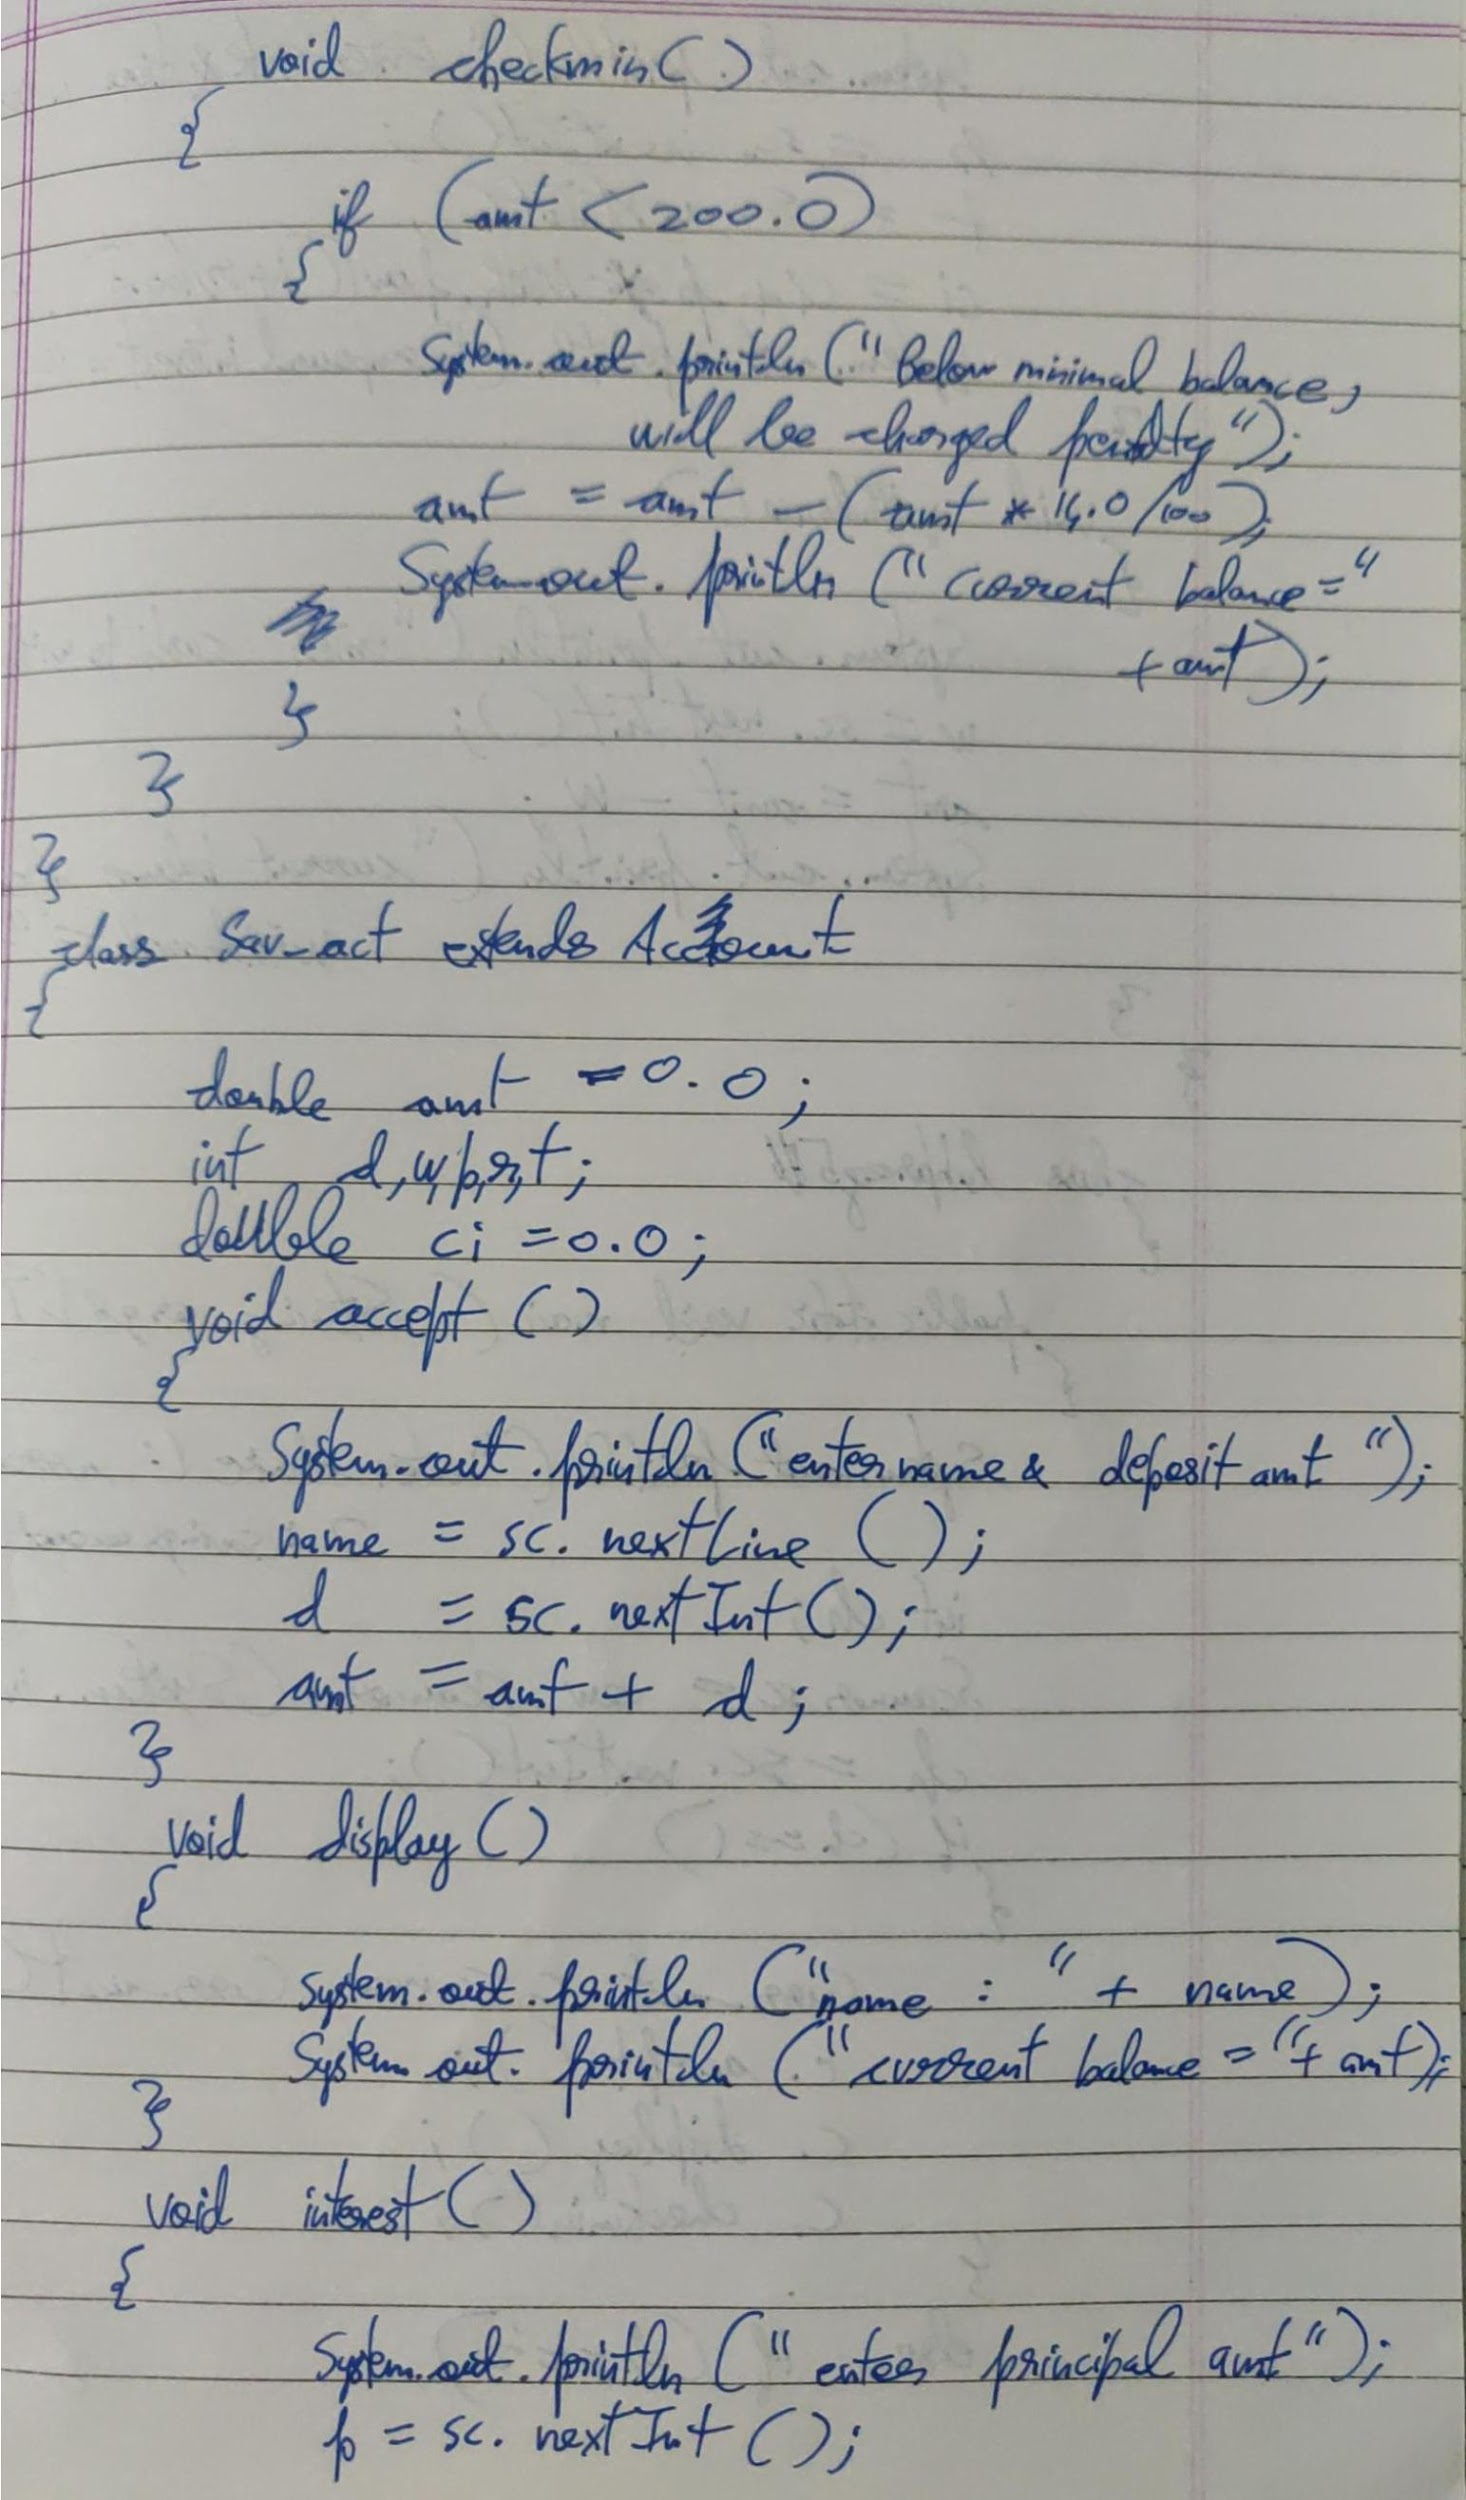 void checkmin()
{
if (amt < 200.0)
{
System.out.println("Below minimal balance,
will be charged penalty");
amt = amt - (amt * 14.0/100);
System.out.println("current balance="
+ amt);
}
}
}
class Sav_act extends Account
{
double amt = 0.0;
int d,w,p,r,t;
double ci = 0.0;
void accept()
{
System.out.println("enter name & deposit amt");
name = sc.nextLine();
d = sc.nextInt();
amt = amt + d;
}
void display()
{
System.out.println("name : " + name);
System.out.println("current balance = "+ amt);
}
void interest()
{
System.out.println("enter principal amt");
p = sc.nextInt();